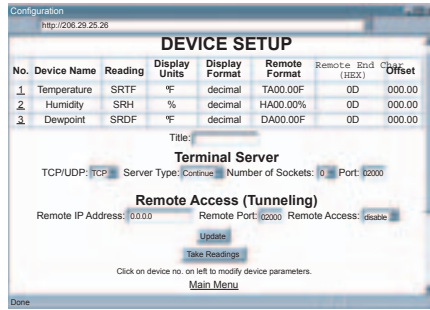 Configuration
http://206.29.25.26
DEVICE SETUP
No. Device Name Reading Display Units Display Format Remote Format Remote End Char (HEX) Offset
1 Temperature SRTF ºF decimal TA00.00F 0D 000.00
2 Humidity SRH % decimal HA00.00% 0D 000.00
3 Dewpoint SRDF ºF decimal DA00.00F 0D 000.00
Title:
Terminal Server
TCP/UDP: TCP Server Type: Continue Number of Sockets: 0 Port: 02000
Remote Access (Tunneling)
Remote IP Address: 0.0.0.0 Remote Port: 02000 Remote Access: disable
Update
Take Readings
Click on device no. on left to modify device parameters.
Main Menu
Done